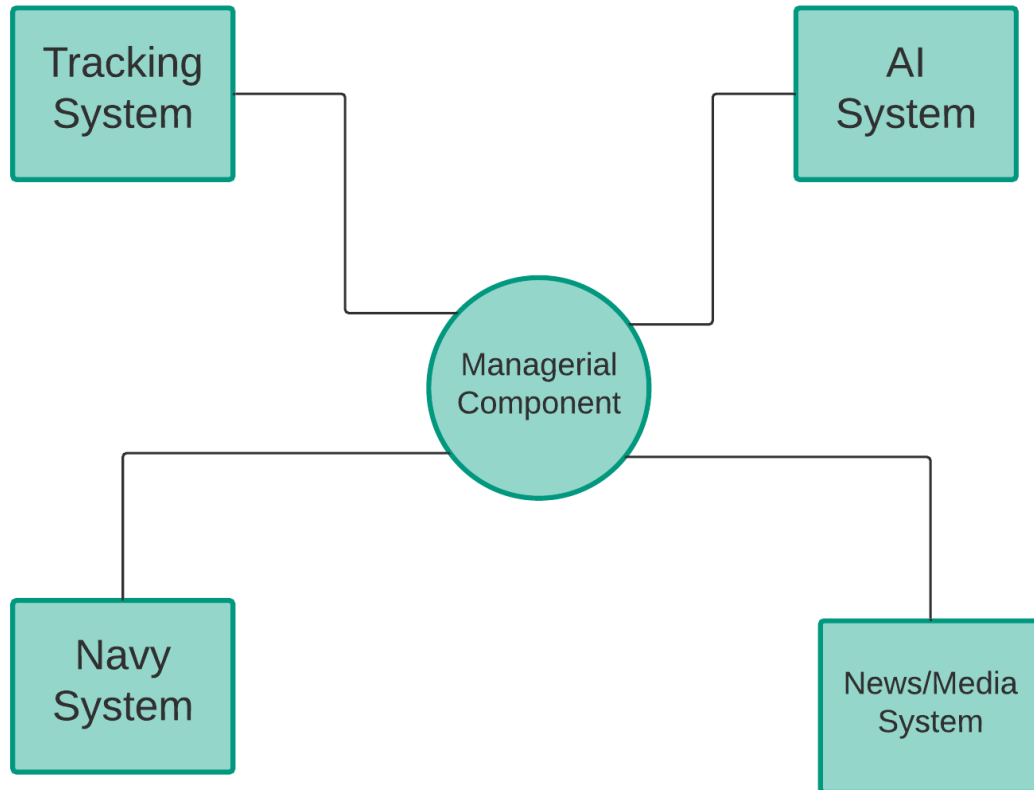 Tracking
System
AI
System
Managerial
Component
Navy
System
News/Media
System